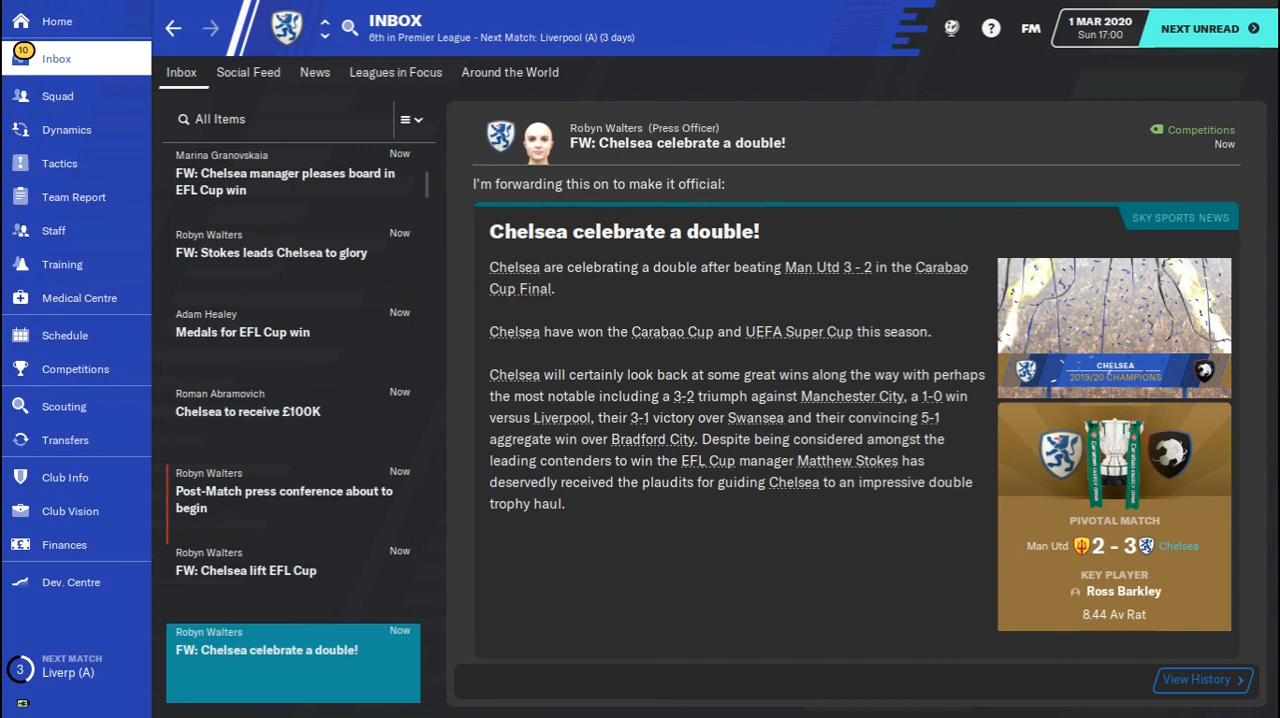 Home
10
Inbox
Squad
Dynamics
Tactics
Team Report
Staff
Training
Medical Centre
Schedule
Competitions
Scouting
Transfers
Club Info
Club Vision
Finances
Dev. Centre
3
NEXT MATCH
Liverp (A)
INBOX
6th in Premier League - Next Match: Liverpool (A) (3 days)
?
FM
1 MAR 2020
Sun 17:00
NEXT UNREAD
Inbox Social Feed News Leagues in Focus Around the World
All Items
Marina Granovskaia Now
FW: Chelsea manager pleases board in
EFL Cup win
Robyn Walters Now
FW: Stokes leads Chelsea to glory
Adam Healey Now
Medals for EFL Cup win
Roman Abramovich Now
Chelsea to receive £100K
Robyn Walters Now
Post-Match press conference about to
begin
Robyn Walters Now
FW: Chelsea lift EFL Cup
Robyn Walters Now
FW: Chelsea celebrate a double!
Robyn Walters (Press Officer)
FW: Chelsea celebrate a double!
Competitions
Now
I'm forwarding this on to make it official:
SKY SPORTS NEWS
Chelsea celebrate a double!
Chelsea are celebrating a double after beating Man Utd 3 - 2 in the Carabao
Cup Final.
Chelsea have won the Carabao Cup and UEFA Super Cup this season.
Chelsea will certainly look back at some great wins along the way with perhaps
the most notable including a 3-2 triumph against Manchester City, a 1-0 win
versus Liverpool, their 3-1 victory over Swansea and their convincing 5-1
aggregate win over Bradford City. Despite being considered amongst the
leading contenders to win the EFL Cup manager Matthew Stokes has
deservedly received the plaudits for guiding Chelsea to an impressive double
trophy haul.
CHELSEA
2019/20 CHAMPIONS
PIVOTAL MATCH
Man Utd 2 - 3 Chelsea
KEY PLAYER
Ross Barkley
8.44 Av Rat
View History